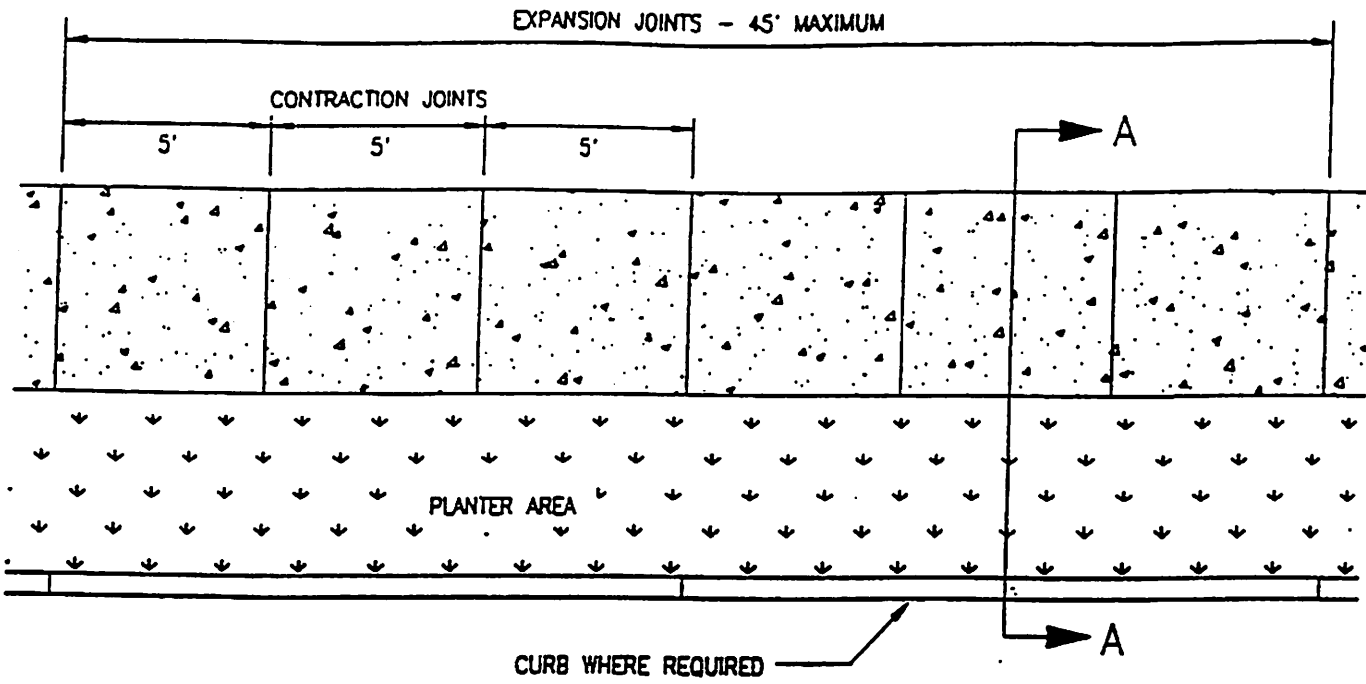 EXPANSION JOINTS - 45' MAXIMUM
CONTRACTION JOINTS
5' 5' 5'
A
PLANTER AREA
A
CURB WHERE REQUIRED